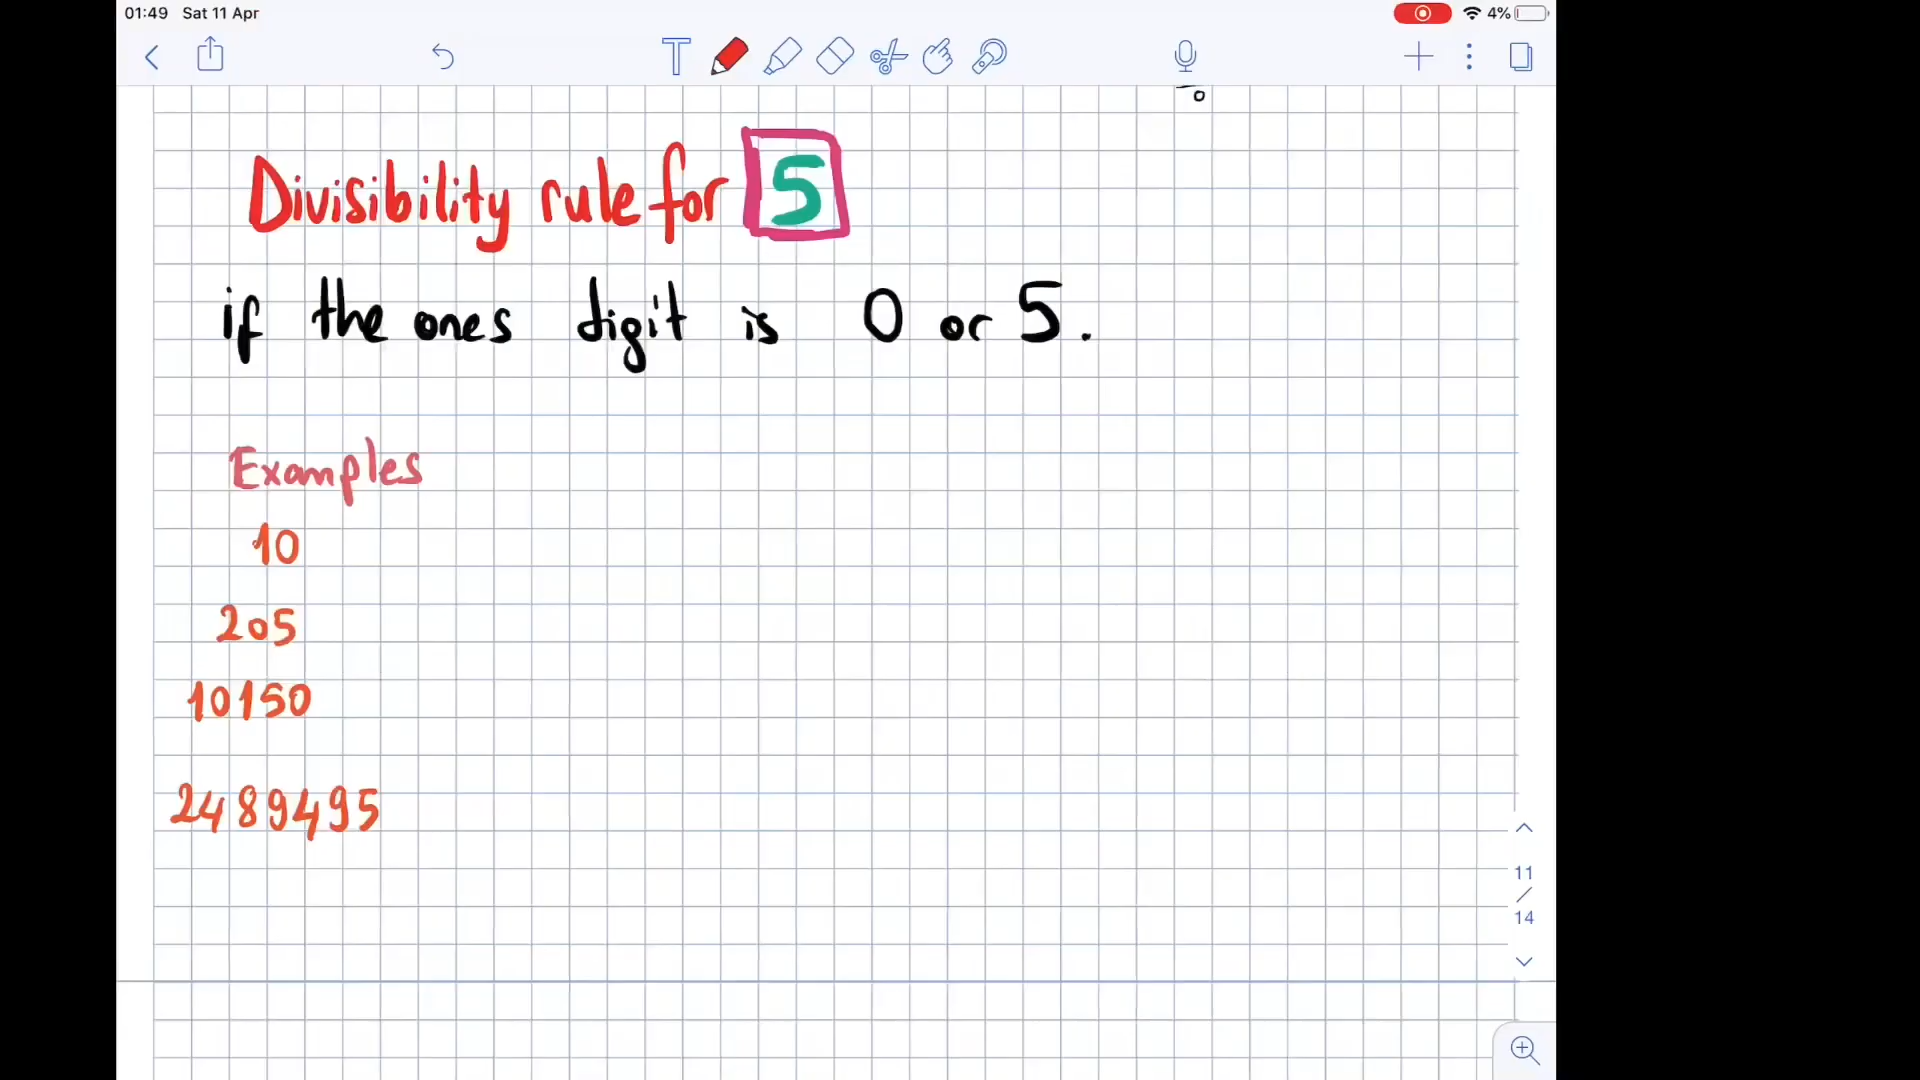 01:49 Sat 11 Apr 4%
T
0
Divisibility rule for 5
if the ones digit is 0 or 5.
Examples
10
205
10150
2489495
11
/
14